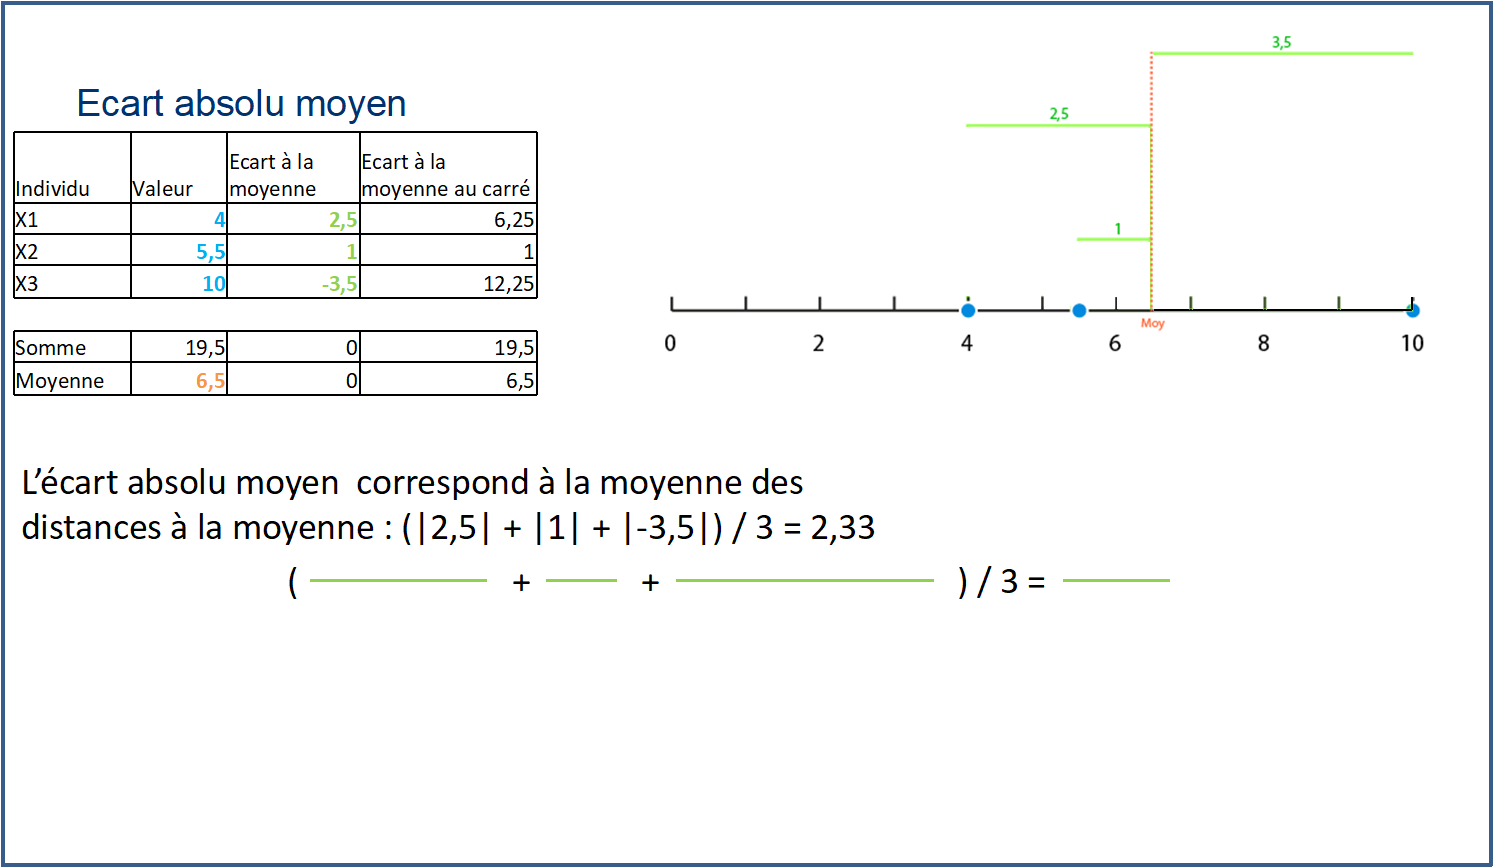 Ecart absolu moyen
Individu Valeur Ecart à la moyenne Ecart à la moyenne au carré
X1 4 2,5 6,25
X2 5,5 1 1
X3 10 -3,5 12,25
Somme 19,5 0 19,5
Moyenne 6,5 0 6,5
3,5
2,5
1
Moy
0 2 4 6 8 10
L’écart absolu moyen correspond à la moyenne des
distances à la moyenne : (|2,5| + |1| + |-3,5|) / 3 = 2,33
( + + ) / 3 =